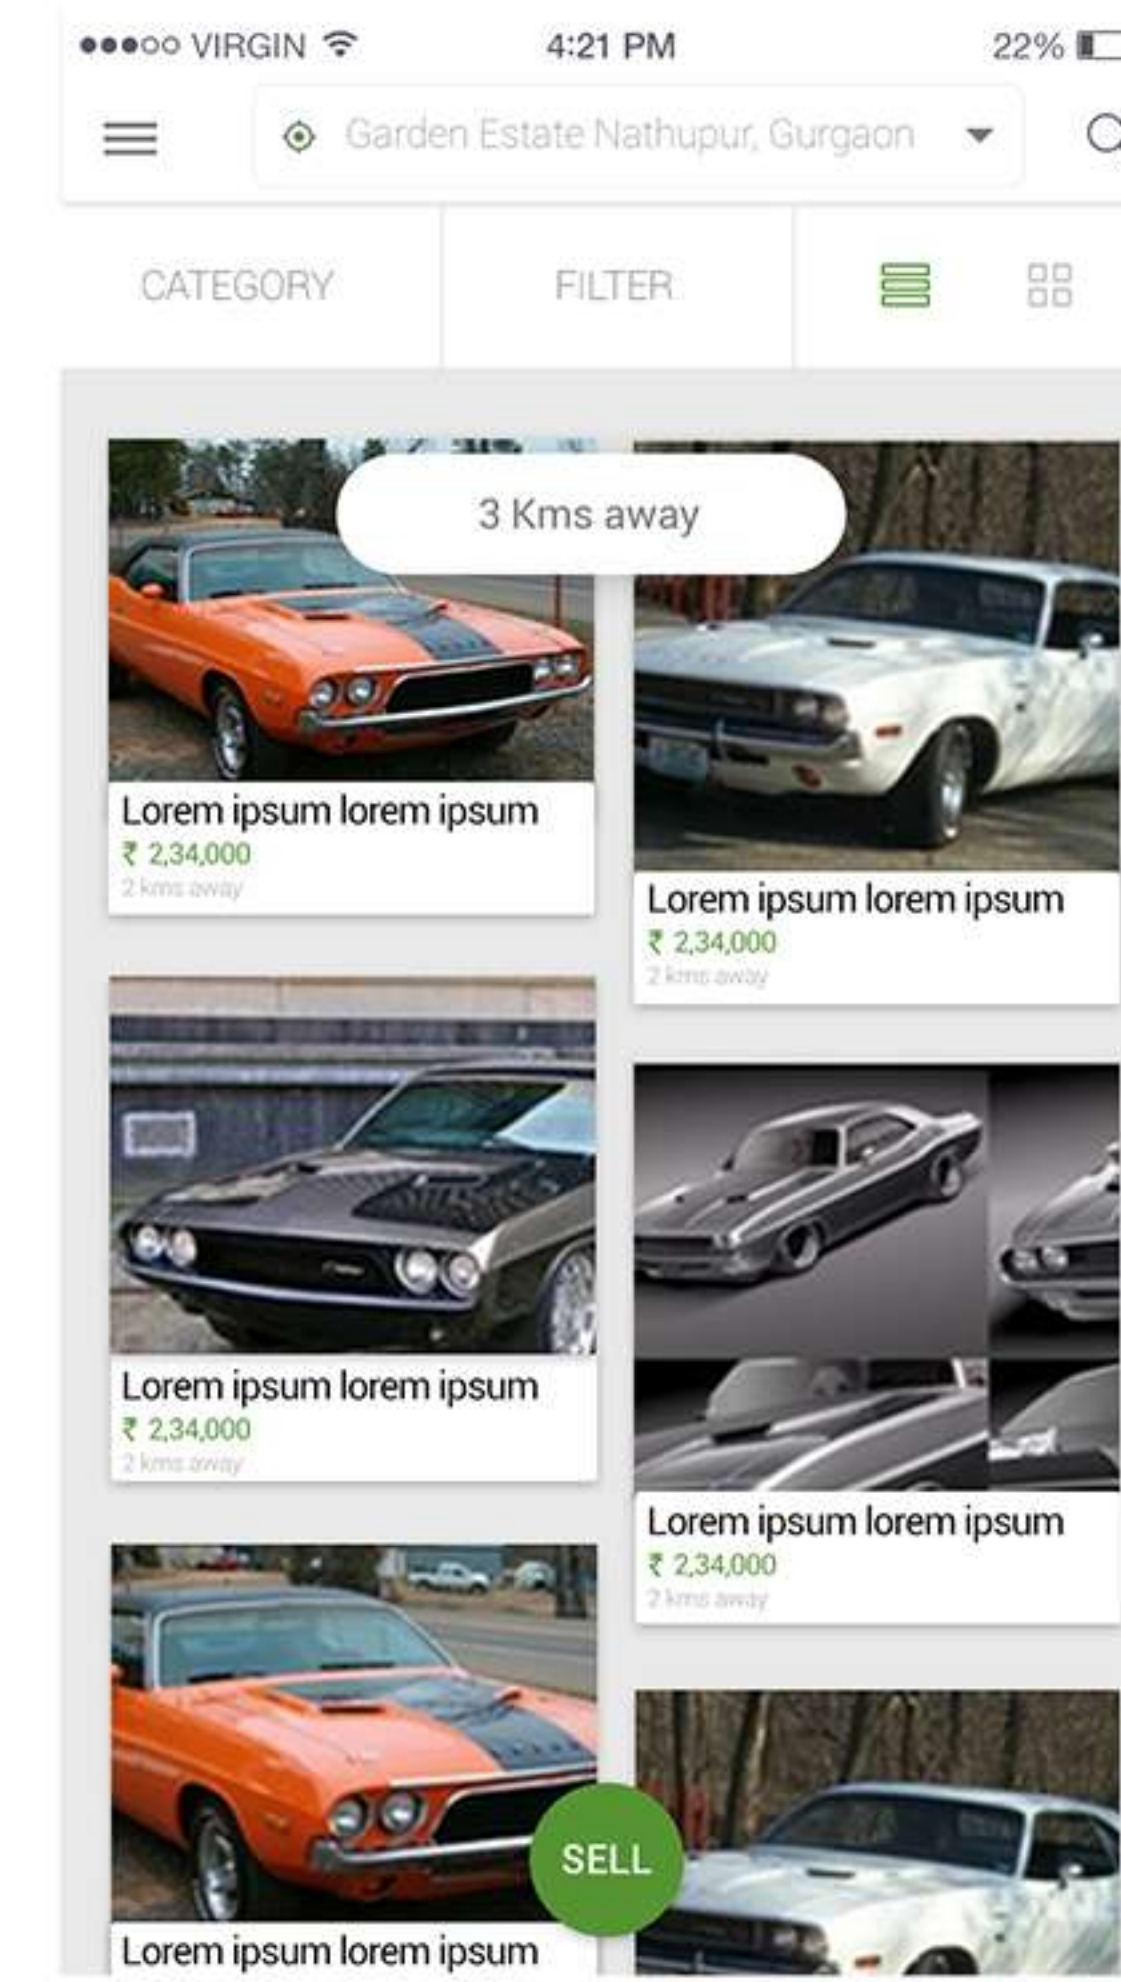 VIRGIN 4:21 PM 22%
Garden Estate Nathupur, Gurgaon
CATEGORY FILTER
3 Kms away
Lorem ipsum lorem ipsum
₹ 2,34,000
2 kms away
Lorem ipsum lorem ipsum
₹ 2,34,000
2 kms away
Lorem ipsum lorem ipsum
₹ 2,34,000
2 kms away
Lorem ipsum lorem ipsum
₹ 2,34,000
2 kms away
SELL
Lorem ipsum lorem ipsum